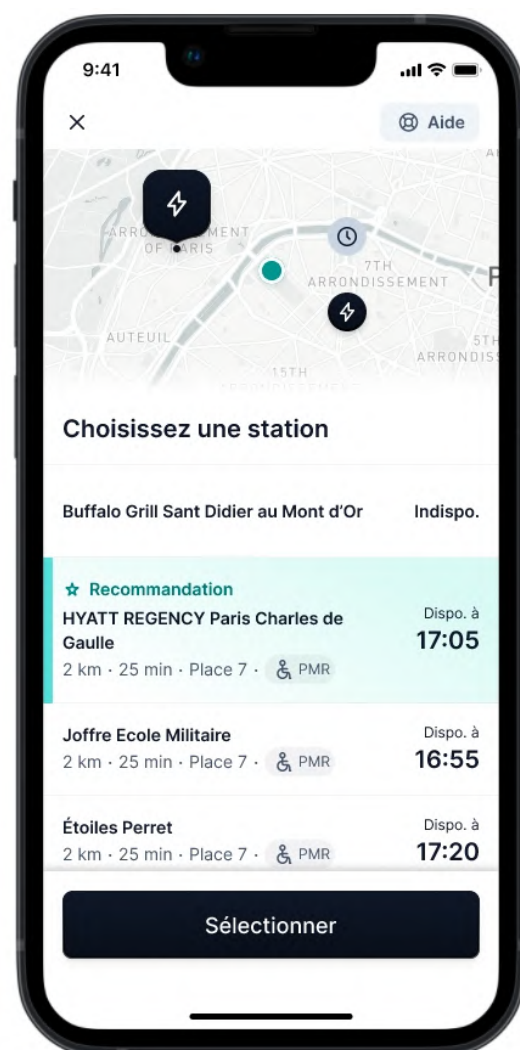 9:41
Aide
ARRONDISSEMENT
OF PARIS
7TH
ARRONDISSEMENT
AUTEUIL
15TH
ARRONDISSEMENT
5TH
ARRONDISS
Choisissez une station
Buffalo Grill Sant Didier au Mont d’Or
Indispo.
Recommandation
HYATT REGENCY Paris Charles de
Gaulle
2 km · 25 min · Place 7 · PMR
Dispo. à
17:05
Joffre Ecole Militaire
2 km · 25 min · Place 7 · PMR
Dispo. à
16:55
Étoiles Perret
2 km · 25 min · Place 7 · PMR
Dispo. à
17:20
Sélectionner